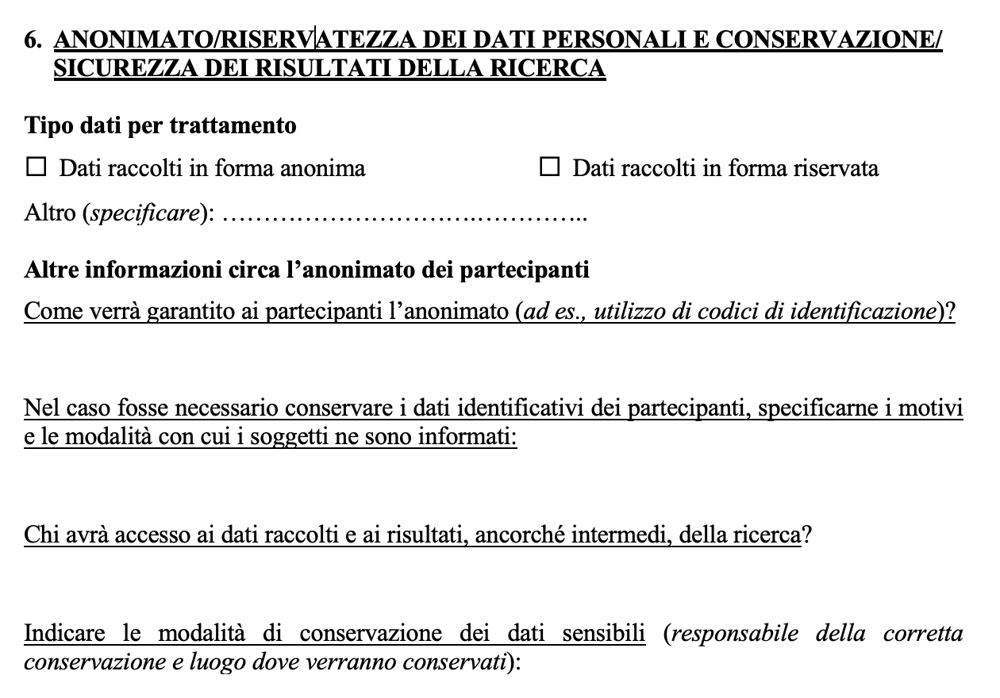 6. ANONIMATO/RISERVATEZZA DEI DATI PERSONALI E CONSERVAZIONE/
SICUREZZA DEI RISULTATI DELLA RICERCA
Tipo dati per trattamento
☐ Dati raccolti in forma anonima ☐ Dati raccolti in forma riservata
Altro (specificare): ……………………………….…………..
Altre informazioni circa l’anonimato dei partecipanti
Come verrà garantito ai partecipanti l’anonimato (ad es., utilizzo di codici di identificazione)?
Nel caso fosse necessario conservare i dati identificativi dei partecipanti, specificarne i motivi
e le modalità con cui i soggetti ne sono informati:
Chi avrà accesso ai dati raccolti e ai risultati, ancorché intermedi, della ricerca?
Indicare le modalità di conservazione dei dati sensibili (responsabile della corretta
conservazione e luogo dove verranno conservati):